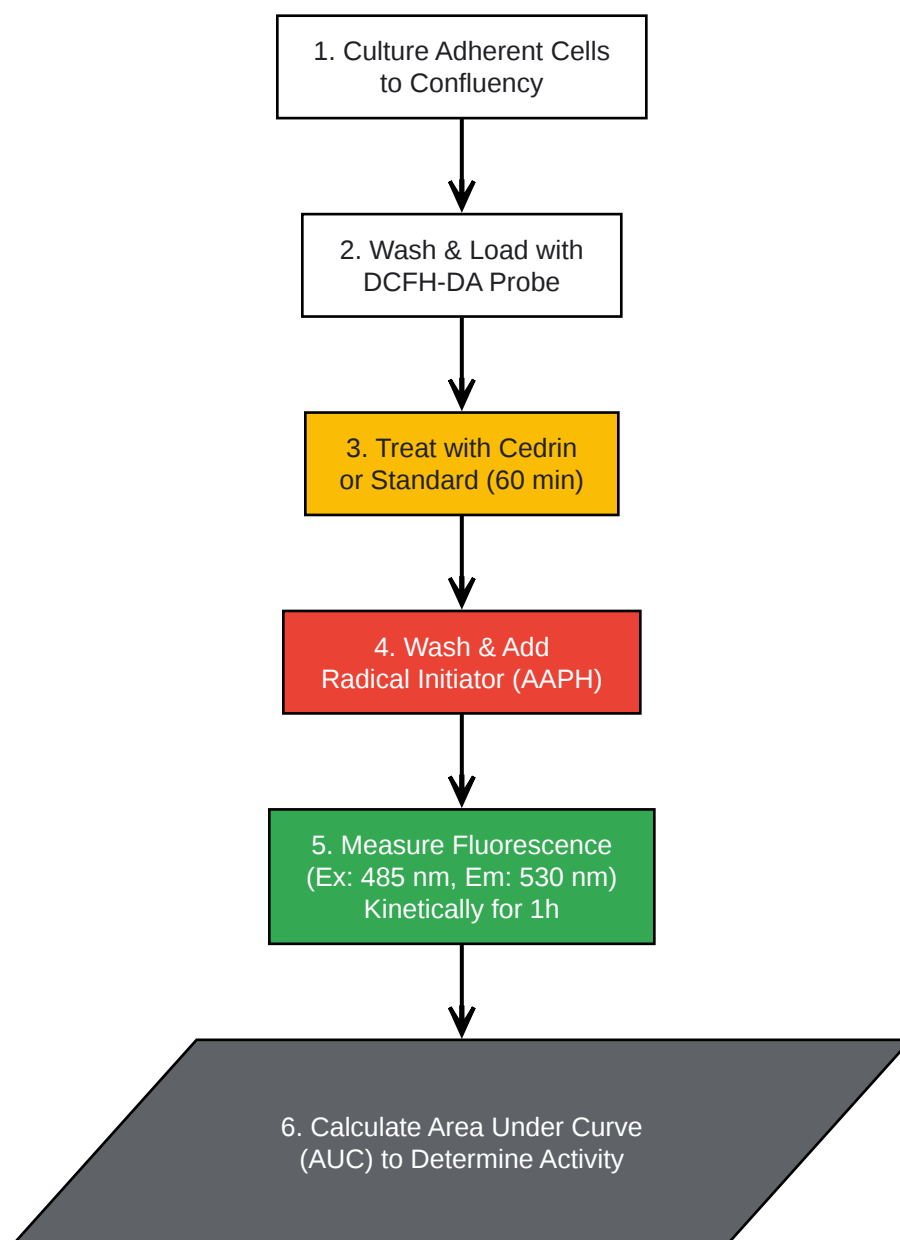 1. Culture Adherent Cells
to Confluency
2. Wash & Load with
DCFH-DA Probe
3. Treat with Cedrin
or Standard (60 min)
4. Wash & Add
Radical Initiator (AAPH)
5. Measure Fluorescence
(Ex: 485 nm, Em: 530 nm)
Kinetically for 1h
6. Calculate Area Under Curve
(AUC) to Determine Activity